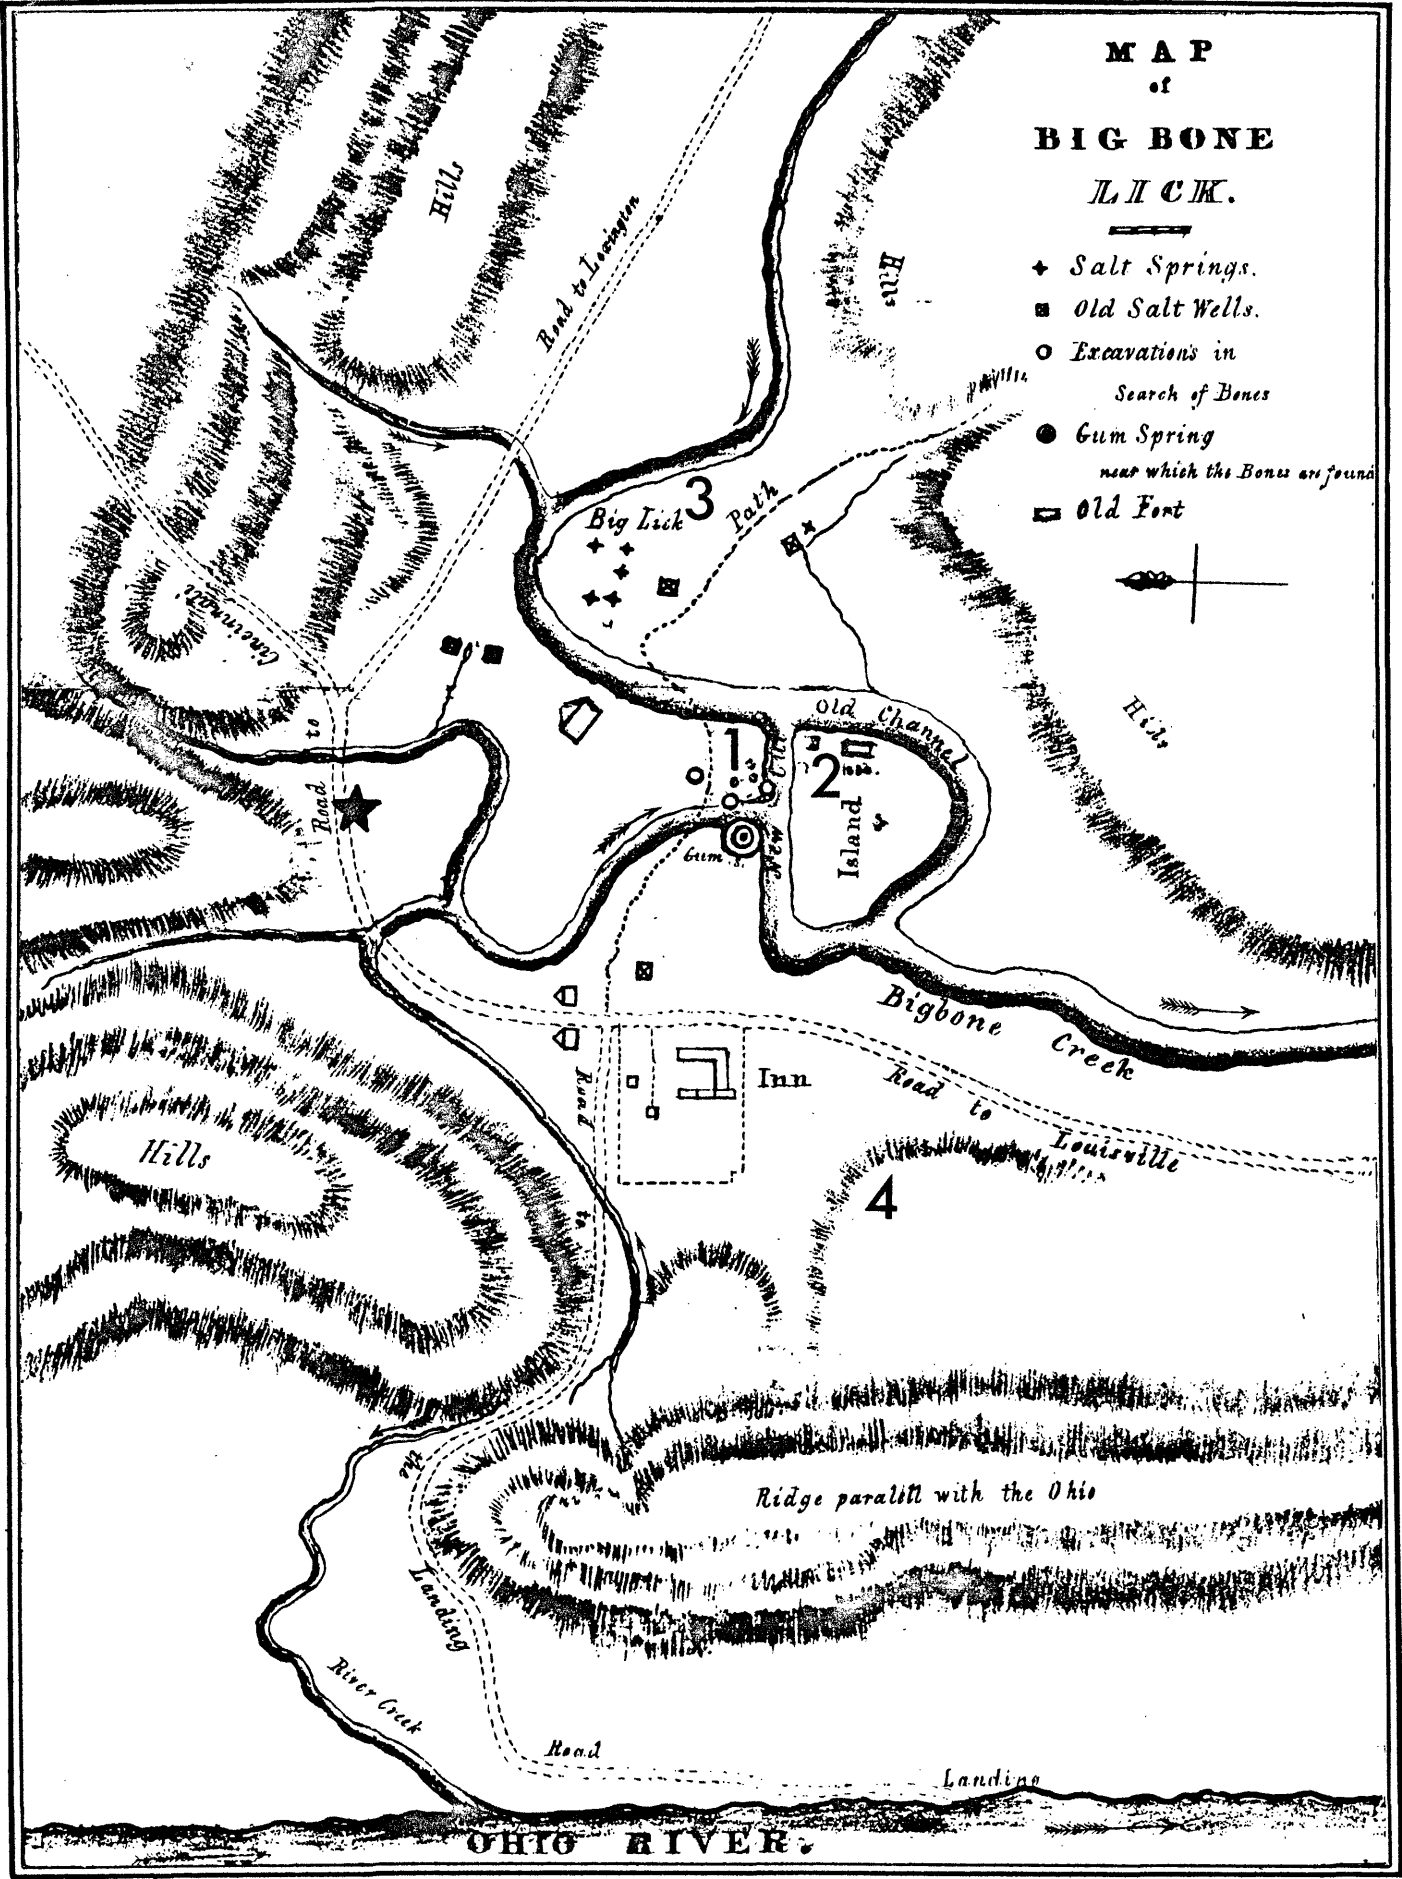 MAP
of
BIG BONE
LICK.
Salt Springs.
Old Salt Wells.
Excavations in
Search of Bones
Gum Spring
near which the Bones are found
Old Fort
Hills
Road to Lexington
Hills
3
Big Lick
Path
Cincinnati
to
Road
Old Channel
1
Cut
2
Island
Gum. S.
Hills
Bigbone Creek
Inn
Road to Louisville
Road
to
the
Landing
4
Hills
Ridge paralell with the Ohio
River Creek
Road
Landing
OHIO RIVER.